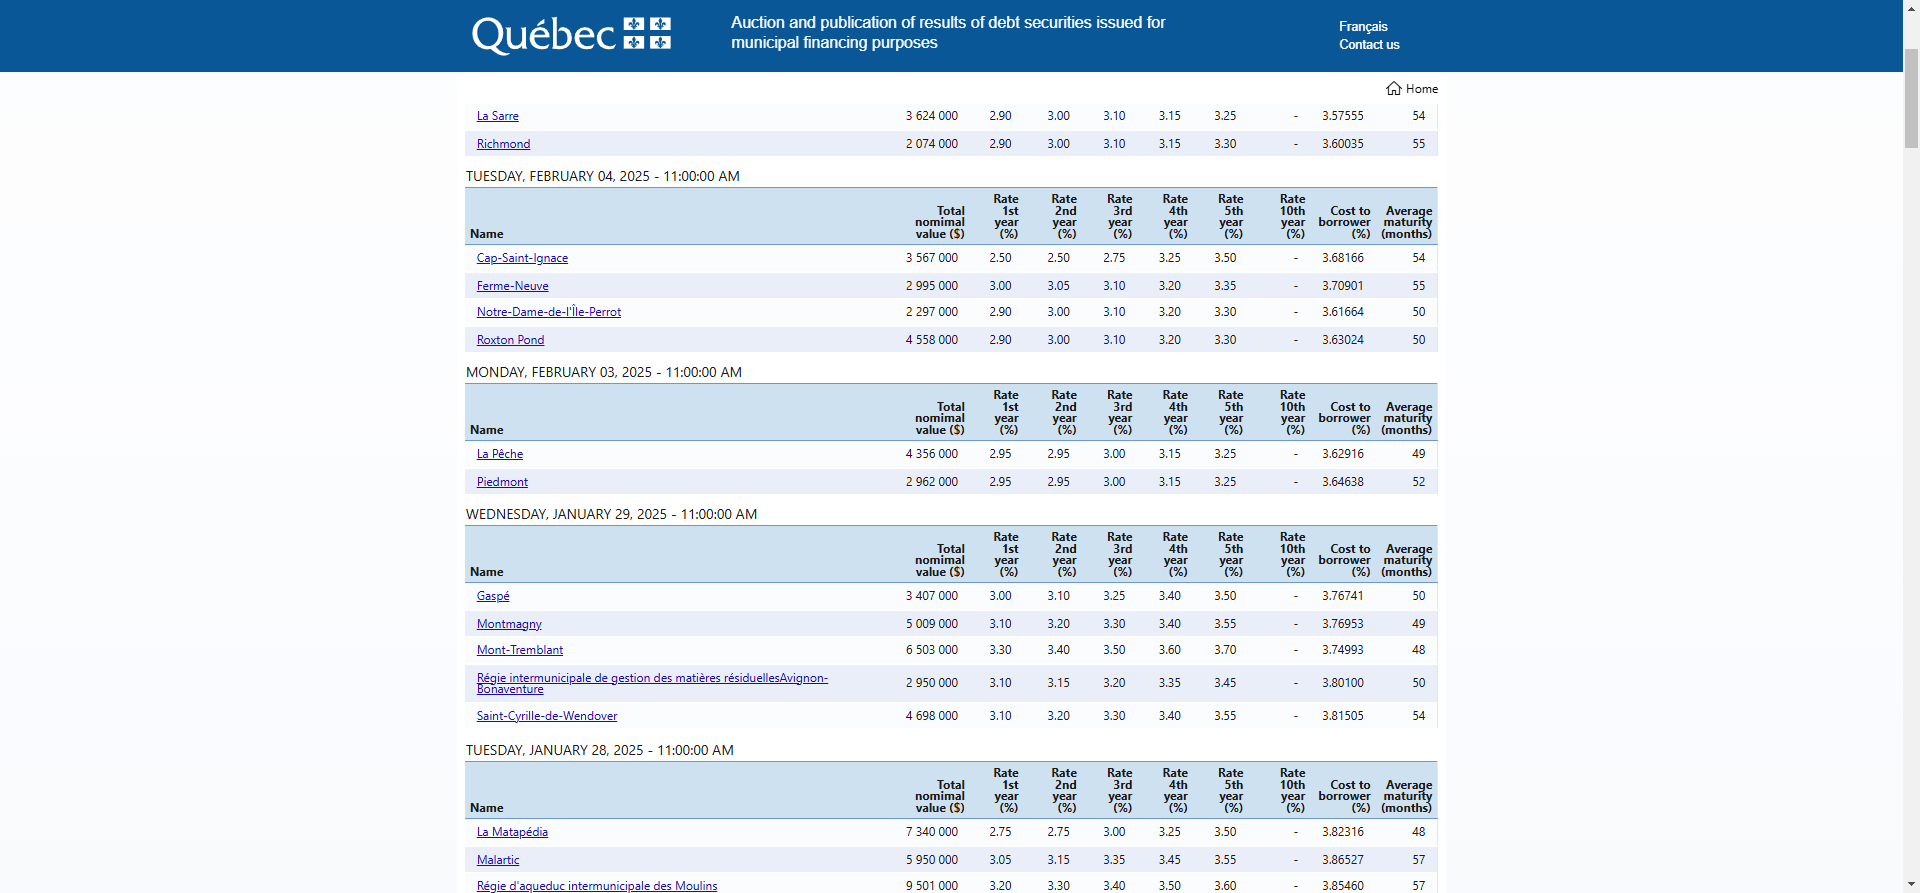 Québec
Auction and publication of results of debt securities issued for
municipal financing purposes
Français
Contact us
Home
La Sarre 3 624 000 2.90 3.00 3.10 3.15 3.25 - 3.57555 54
Richmond 2 074 000 2.90 3.00 3.10 3.15 3.30 - 3.60035 55
TUESDAY, FEBRUARY 04, 2025 - 11:00:00 AM
Name Total nomimal value ($) Rate 1st year (%) Rate 2nd year (%) Rate 3rd year (%) Rate 4th year (%) Rate 5th year (%) Rate 10th year (%) Cost to borrower (%) Average maturity (months)
Cap-Saint-Ignace 3 567 000 2.50 2.50 2.75 3.25 3.50 - 3.68166 54
Ferme-Neuve 2 995 000 3.00 3.05 3.10 3.20 3.35 - 3.70901 55
Notre-Dame-de-l'Île-Perrot 2 297 000 2.90 3.00 3.10 3.20 3.30 - 3.61664 50
Roxton Pond 4 558 000 2.90 3.00 3.10 3.20 3.30 - 3.63024 50
MONDAY, FEBRUARY 03, 2025 - 11:00:00 AM
Name Total nomimal value ($) Rate 1st year (%) Rate 2nd year (%) Rate 3rd year (%) Rate 4th year (%) Rate 5th year (%) Rate 10th year (%) Cost to borrower (%) Average maturity (months)
La Pêche 4 356 000 2.95 2.95 3.00 3.15 3.25 - 3.62916 49
Piedmont 2 962 000 2.95 2.95 3.00 3.15 3.25 - 3.64638 52
WEDNESDAY, JANUARY 29, 2025 - 11:00:00 AM
Name Total nomimal value ($) Rate 1st year (%) Rate 2nd year (%) Rate 3rd year (%) Rate 4th year (%) Rate 5th year (%) Rate 10th year (%) Cost to borrower (%) Average maturity (months)
Gaspé 3 407 000 3.00 3.10 3.25 3.40 3.50 - 3.76741 50
Montmagny 5 009 000 3.10 3.20 3.30 3.40 3.55 - 3.76953 49
Mont-Tremblant 6 503 000 3.30 3.40 3.50 3.60 3.70 - 3.74993 48
Régie intermunicipale de gestion des matières résiduellesAvignon-
Bonaventure 2 950 000 3.10 3.15 3.20 3.35 3.45 - 3.80100 50
Saint-Cyrille-de-Wendover 4 698 000 3.10 3.20 3.30 3.40 3.55 - 3.81505 54
TUESDAY, JANUARY 28, 2025 - 11:00:00 AM
Name Total nomimal value ($) Rate 1st year (%) Rate 2nd year (%) Rate 3rd year (%) Rate 4th year (%) Rate 5th year (%) Rate 10th year (%) Cost to borrower (%) Average maturity (months)
La Matapédia 7 340 000 2.75 2.75 3.00 3.25 3.50 - 3.82316 48
Malartic 5 950 000 3.05 3.15 3.35 3.45 3.55 - 3.86527 57
Régie d'aqueduc intermunicipale des Moulins 9 501 000 3.20 3.30 3.40 3.50 3.60 - 3.85460 57